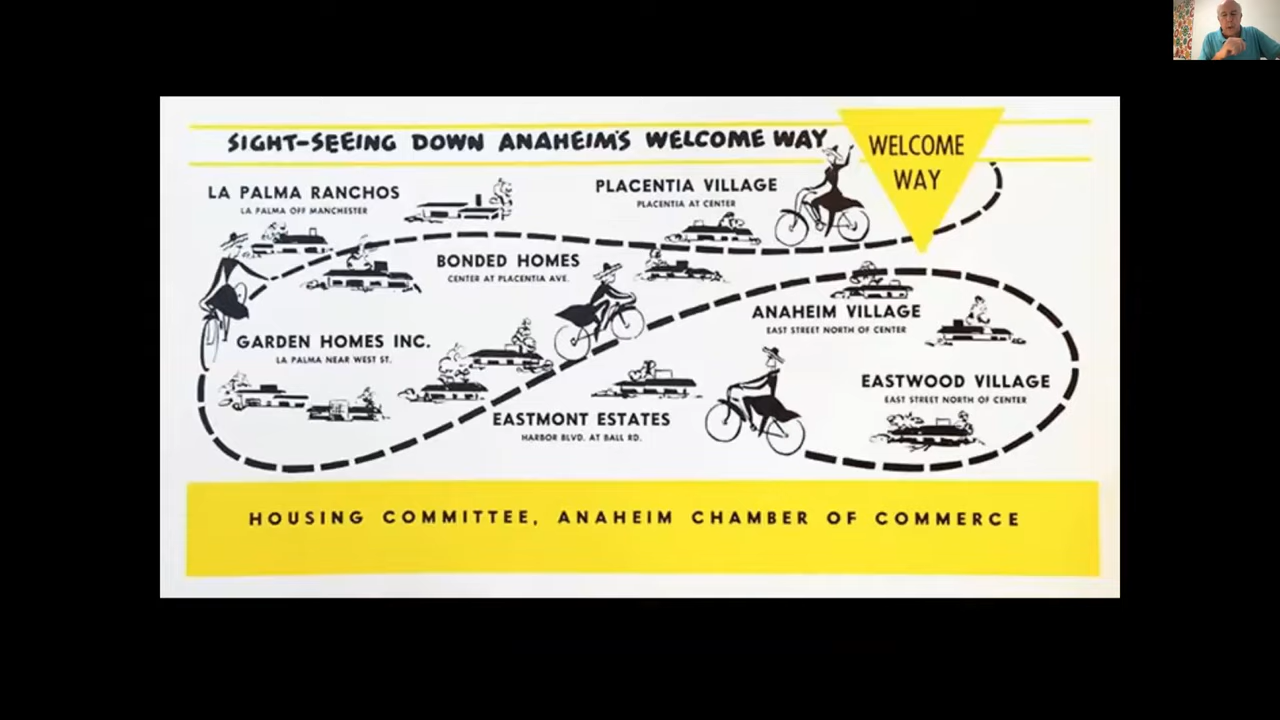 SIGHT-SEEING DOWN ANAHEIM'S WELCOME WAY
WELCOME
WAY
LA PALMA RANCHOS
LA PALMA OFF MANCHESTER
PLACENTIA VILLAGE
PLACENTIA AT CENTER
BONDED HOMES
CENTER AT PLACENTIA AVE.
ANAHEIM VILLAGE
EAST STREET NORTH OF CENTER
GARDEN HOMES INC.
LA PALMA NEAR WEST ST.
EASTWOOD VILLAGE
EAST STREET NORTH OF CENTER
EASTMONT ESTATES
HARBOR BLVD. AT BALL RD.
HOUSING COMMITTEE, ANAHEIM CHAMBER OF COMMERCE